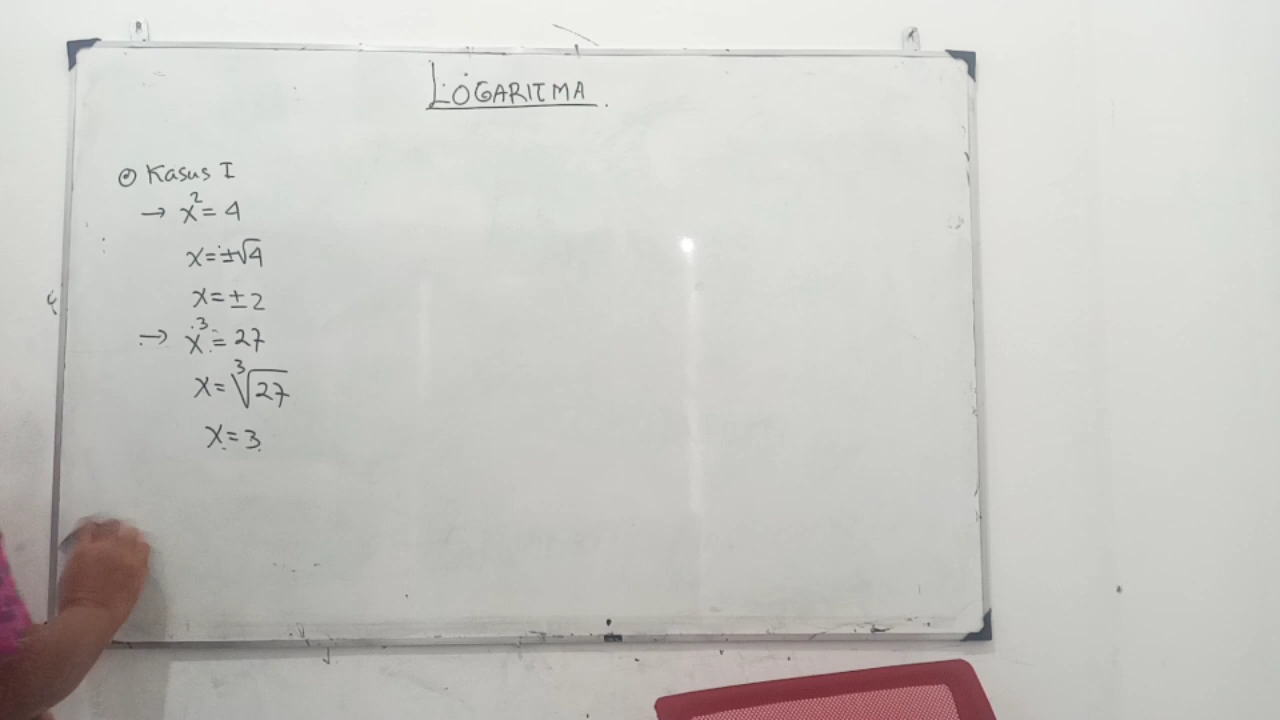 LOGARITMA
⊙ Kasus I
→ x² = 4
x = ±√4
x = ±2
→ x³ = 27
x = ∛27
x = 3